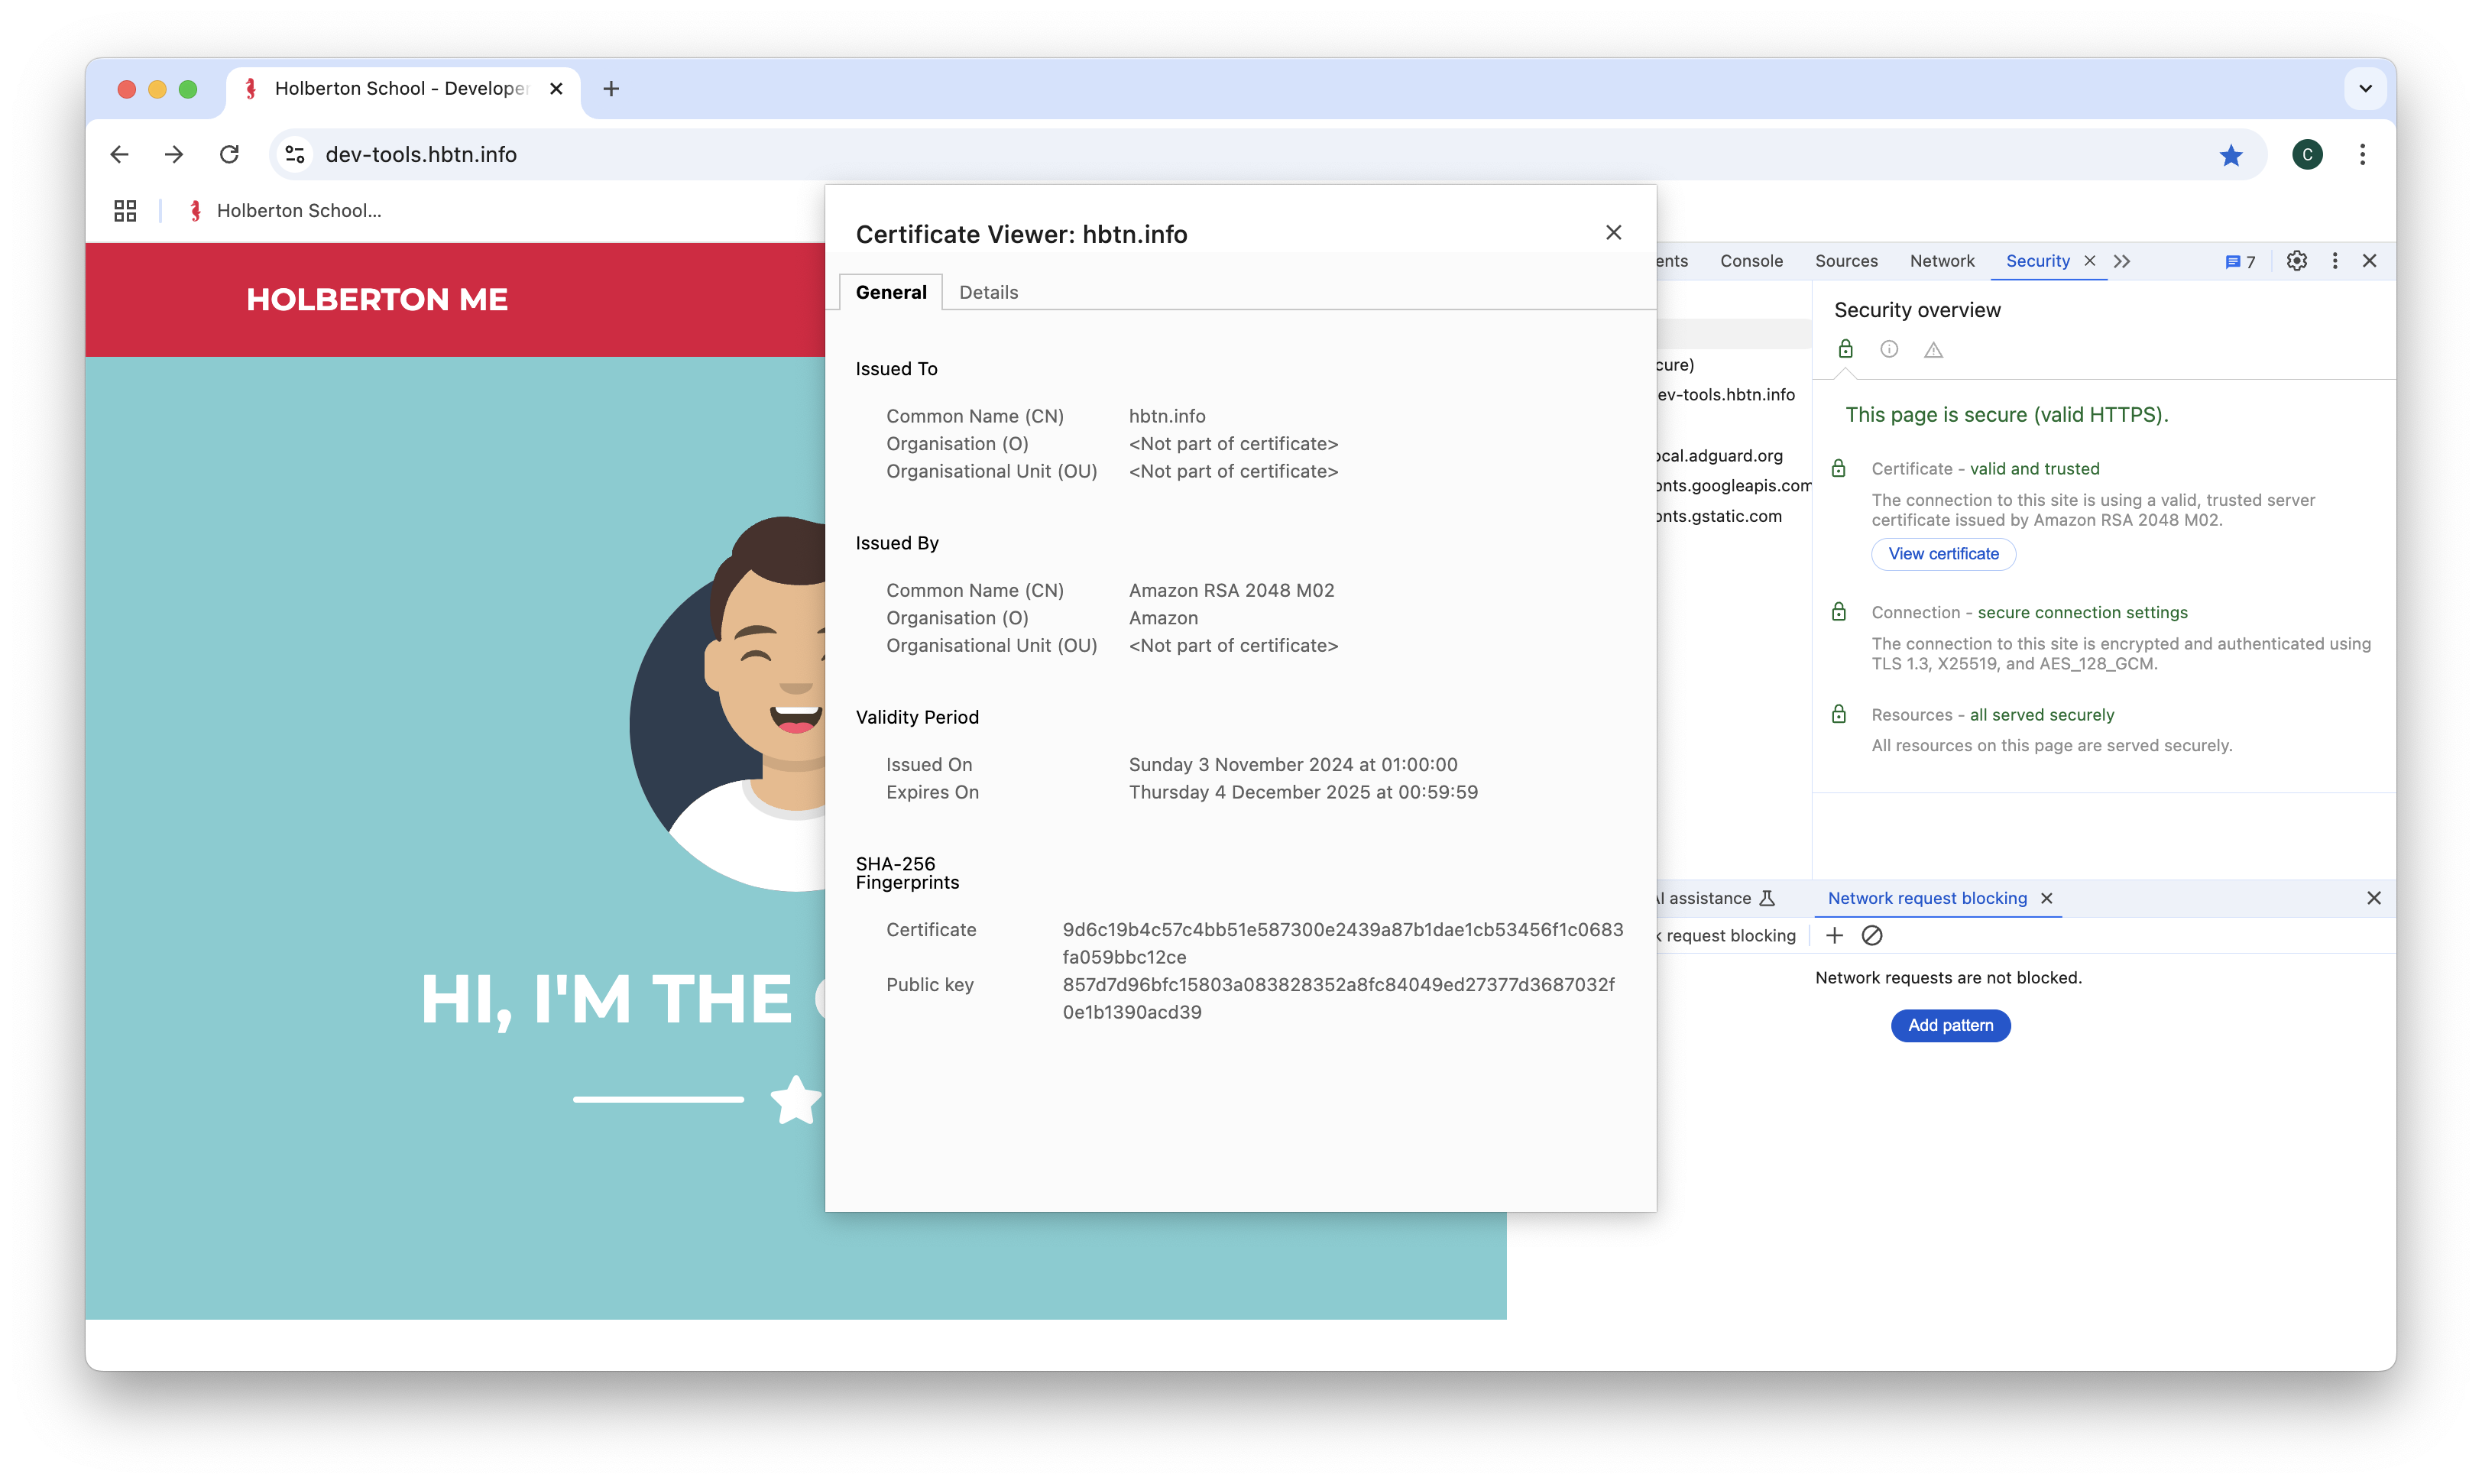 Holberton School - Developer
dev-tools.hbtn.info
C
Holberton School...
HOLBERTON ME
HI, I'M THE
Certificate Viewer: hbtn.info
General
Details
Issued To
Common Name (CN) hbtn.info
Organisation (O) <Not part of certificate>
Organisational Unit (OU) <Not part of certificate>
Issued By
Common Name (CN) Amazon RSA 2048 M02
Organisation (O) Amazon
Organisational Unit (OU) <Not part of certificate>
Validity Period
Issued On Sunday 3 November 2024 at 01:00:00
Expires On Thursday 4 December 2025 at 00:59:59
SHA-256
Fingerprints
Certificate 9d6c19b4c57c4bb51e587300e2439a87b1dae1cb53456f1c0683
fa059bbc12ce
Public key 857d7d96bfc15803a083828352a8fc84049ed27377d3687032f
0e1b1390acd39
ents Console Sources Network Security 7
cure)
ev-tools.hbtn.info
ocal.adguard.org
onts.googleapis.com
onts.gstatic.com
Security overview
This page is secure (valid HTTPS).
Certificate - valid and trusted
The connection to this site is using a valid, trusted server
certificate issued by Amazon RSA 2048 M02.
View certificate
Connection - secure connection settings
The connection to this site is encrypted and authenticated using
TLS 1.3, X25519, and AES_128_GCM.
Resources - all served securely
All resources on this page are served securely.
AI assistance
Network request blocking
k request blocking
Network requests are not blocked.
Add pattern